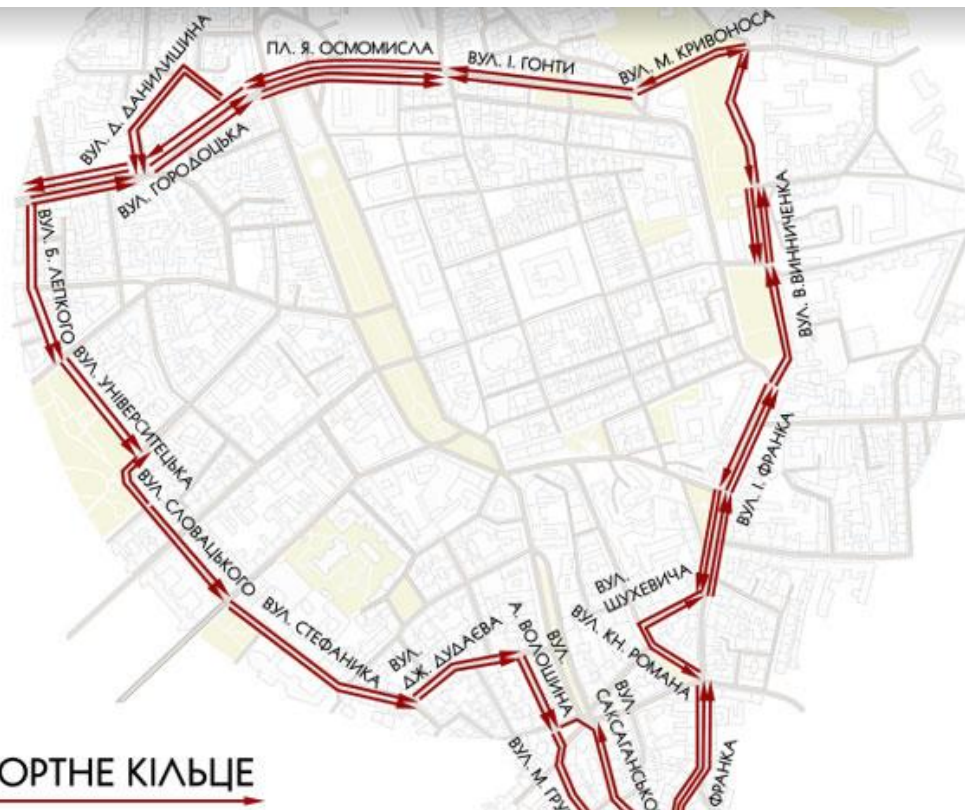 ПЛ. Я. ОСМОМИСЛА
ВУЛ. І. ГОНТИ
ВУЛ. М. КРИВОНОСА
ВУЛ. Д. ДАНИЛИШИНА
ВУЛ. ГОРОДОЦЬКА
ВУЛ. В.ВИННИЧЕНКА
ВУЛ. Б. ЛЕПКОГО
ВУЛ. УНІВЕРСИТЕЦЬКА
ВУЛ. І. ФРАНКА
ВУЛ. СЛОВАЦЬКОГО
ВУЛ.
ШУХЕВИЧА
ВУЛ. СТЕФАНИКА
ВУЛ.
ДЖ. ДУДАЄВА
А. ВОЛОШИНА
ВУЛ.
ВУЛ. КН. РОМАНА
ВУЛ.
САКСАГАНСЬКО
ВУЛ. М. ГРУ
ФРАНКА
ОРТНЕ КІЛЬЦЕ